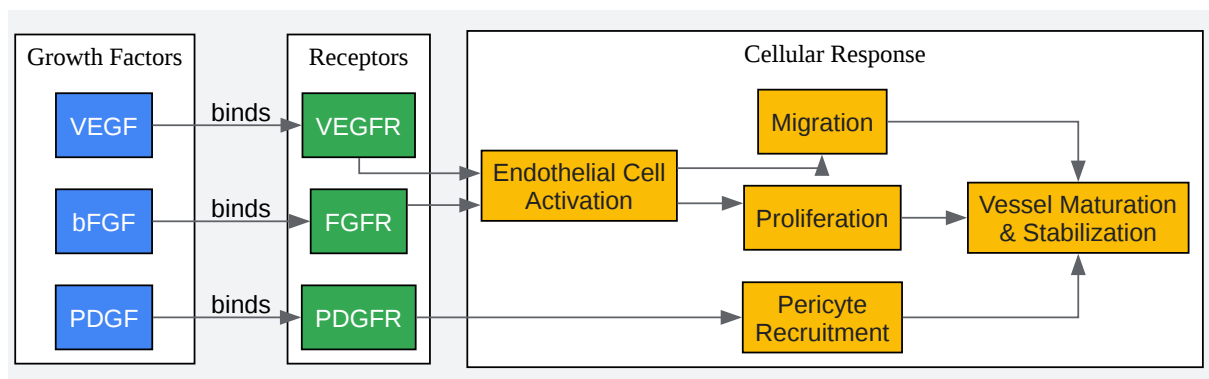 Growth Factors
Receptors
Cellular Response
VEGF
binds
VEGFR
Migration
Endothelial Cell
Activation
bFGF
binds
FGFR
Proliferation
Vessel Maturation
& Stabilization
PDGF
binds
PDGFR
Pericyte
Recruitment